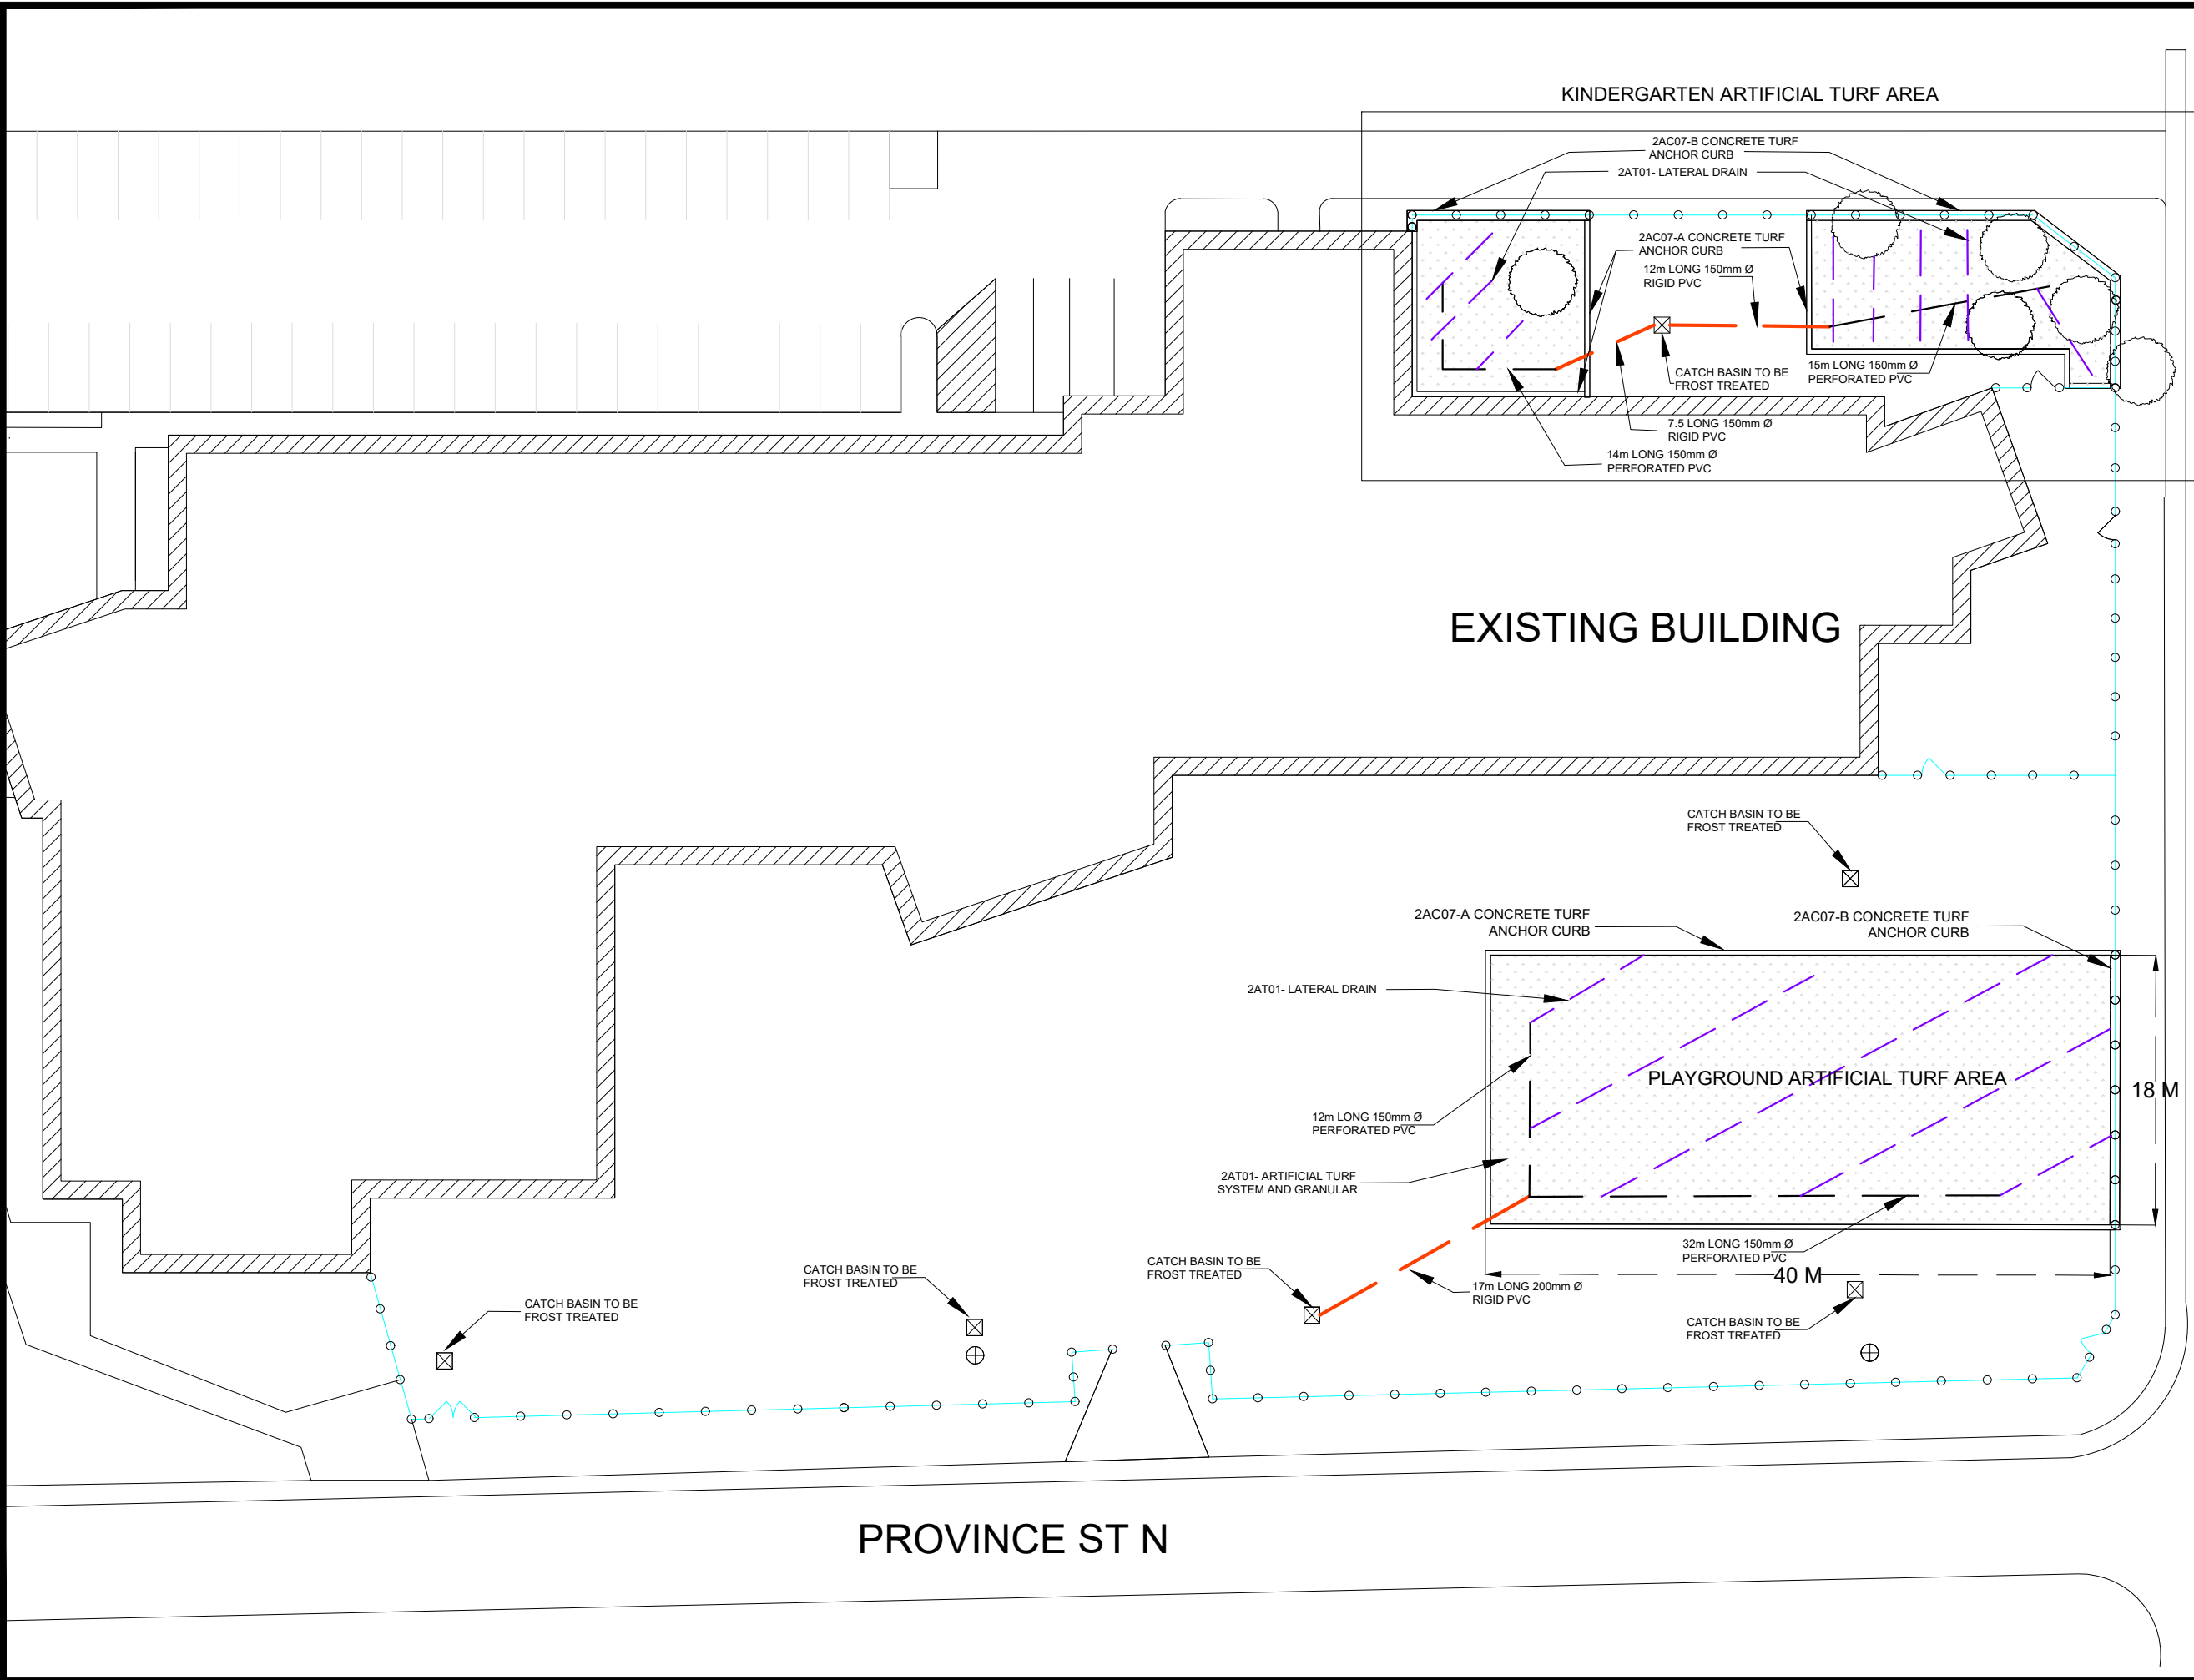 KINDERGARTEN ARTIFICIAL TURF AREA
2AC07-B CONCRETE TURF
ANCHOR CURB
2AT01- LATERAL DRAIN
2AC07-A CONCRETE TURF
ANCHOR CURB
12m LONG 150mm Ø
RIGID PVC
CATCH BASIN TO BE
FROST TREATED
15m LONG 150mm Ø
PERFORATED PVC
7.5 LONG 150mm Ø
RIGID PVC
14m LONG 150mm Ø
PERFORATED PVC
EXISTING BUILDING
CATCH BASIN TO BE
FROST TREATED
2AC07-A CONCRETE TURF
ANCHOR CURB
2AC07-B CONCRETE TURF
ANCHOR CURB
2AT01- LATERAL DRAIN
PLAYGROUND ARTIFICIAL TURF AREA
18 M
12m LONG 150mm Ø
PERFORATED PVC
2AT01- ARTIFICIAL TURF
SYSTEM AND GRANULAR
32m LONG 150mm Ø
PERFORATED PVC
40 M
17m LONG 200mm Ø
RIGID PVC
CATCH BASIN TO BE
FROST TREATED
CATCH BASIN TO BE
FROST TREATED
CATCH BASIN TO BE
FROST TREATED
CATCH BASIN TO BE
FROST TREATED
PROVINCE ST N